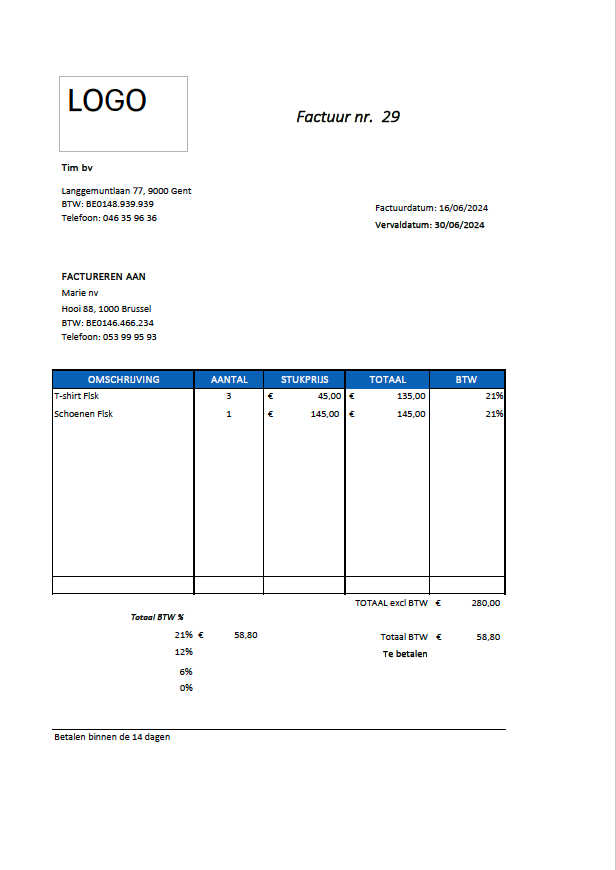 LOGO
Factuur nr. 29
Tim bv
Langgemuntlaan 77, 9000 Gent
BTW: BE0148.939.939
Telefoon: 046 35 96 36
Factuurdatum: 16/06/2024
Vervaldatum: 30/06/2024
FACTUREREN AAN
Marie nv
Hooi 88, 1000 Brussel
BTW: BE0146.466.234
Telefoon: 053 99 95 93
OMSCHRIJVING AANTAL STUKPRIJS TOTAAL BTW
T-shirt Flsk 3 € 45,00 € 135,00 21%
Schoenen Flsk 1 € 145,00 € 145,00 21%
TOTAAL excl BTW € 280,00
Totaal BTW %
21% € 58,80 Totaal BTW € 58,80
12% Te betalen
6%
0%
Betalen binnen de 14 dagen